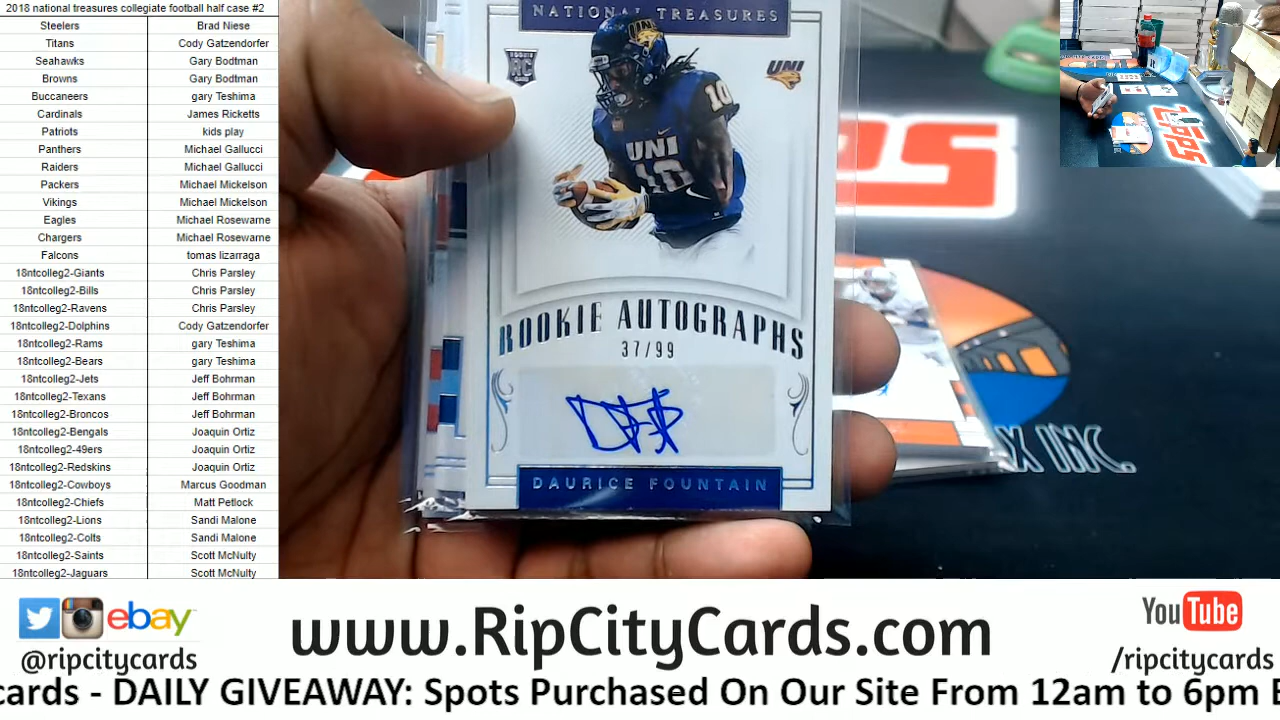 2018 national treasures collegiate football half case #2
Steelers Brad Niese
Titans Cody Gatzendorfer
Seahawks Gary Bodtman
Browns Gary Bodtman
Buccaneers gary Teshima
Cardinals James Ricketts
Patriots kids play
Panthers Michael Gallucci
Raiders Michael Gallucci
Packers Michael Mickelson
Vikings Michael Mickelson
Eagles Michael Rosewarne
Chargers Michael Rosewarne
Falcons tomas lizarraga
18ntcolleg2-Giants Chris Parsley
18ntcolleg2-Bills Chris Parsley
18ntcolleg2-Ravens Chris Parsley
18ntcolleg2-Dolphins Cody Gatzendorfer
18ntcolleg2-Rams gary Teshima
18ntcolleg2-Bears gary Teshima
18ntcolleg2-Jets Jeff Bohrman
18ntcolleg2-Texans Jeff Bohrman
18ntcolleg2-Broncos Jeff Bohrman
18ntcolleg2-Bengals Joaquin Ortiz
18ntcolleg2-49ers Joaquin Ortiz
18ntcolleg2-Redskins Joaquin Ortiz
18ntcolleg2-Cowboys Marcus Goodman
18ntcolleg2-Chiefs Matt Petlock
18ntcolleg2-Lions Sandi Malone
18ntcolleg2-Colts Sandi Malone
18ntcolleg2-Saints Scott McNulty
18ntcolleg2-Jaguars Scott McNulty
NATIONAL TREASURES
ROOKIE
RC
UNI
UNI
10
UNI
10
ROOKIE AUTOGRAPHS
37/99
DAURICE FOUNTAIN
X INC.
ebay
@ripcitycards
www.RipCityCards.com
YouTube
/ripcitycards
cards - DAILY GIVEAWAY: Spots Purchased On Our Site From 12am to 6pm E